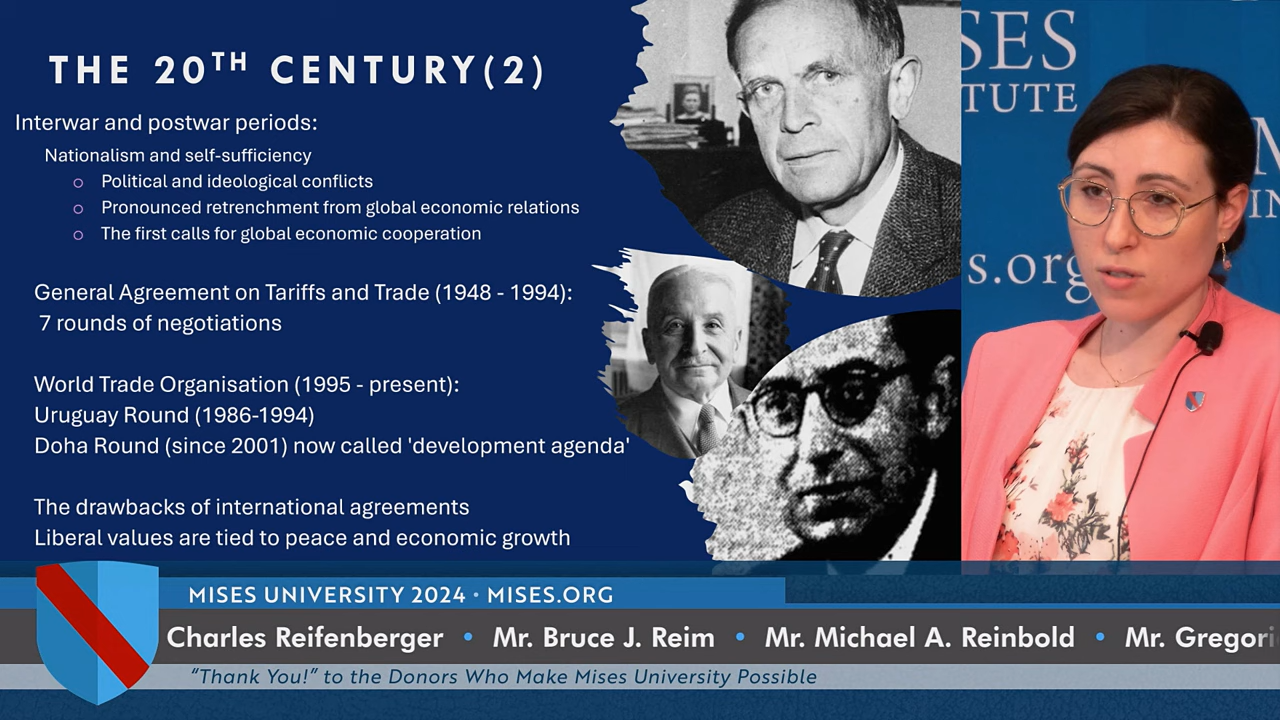 THE 20TH CENTURY(2)
Interwar and postwar periods:
Nationalism and self-sufficiency
Political and ideological conflicts
Pronounced retrenchment from global economic relations
The first calls for global economic cooperation
General Agreement on Tariffs and Trade (1948 - 1994):
7 rounds of negotiations
World Trade Organisation (1995 - present):
Uruguay Round (1986-1994)
Doha Round (since 2001) now called 'development agenda'
The drawbacks of international agreements
Liberal values are tied to peace and economic growth
SES
TUTE
M
IN
s.org
MISES UNIVERSITY 2024 • MISES.ORG
Charles Reifenberger • Mr. Bruce J. Reim • Mr. Michael A. Reinbold • Mr. Gregori
“Thank You!” to the Donors Who Make Mises University Possible